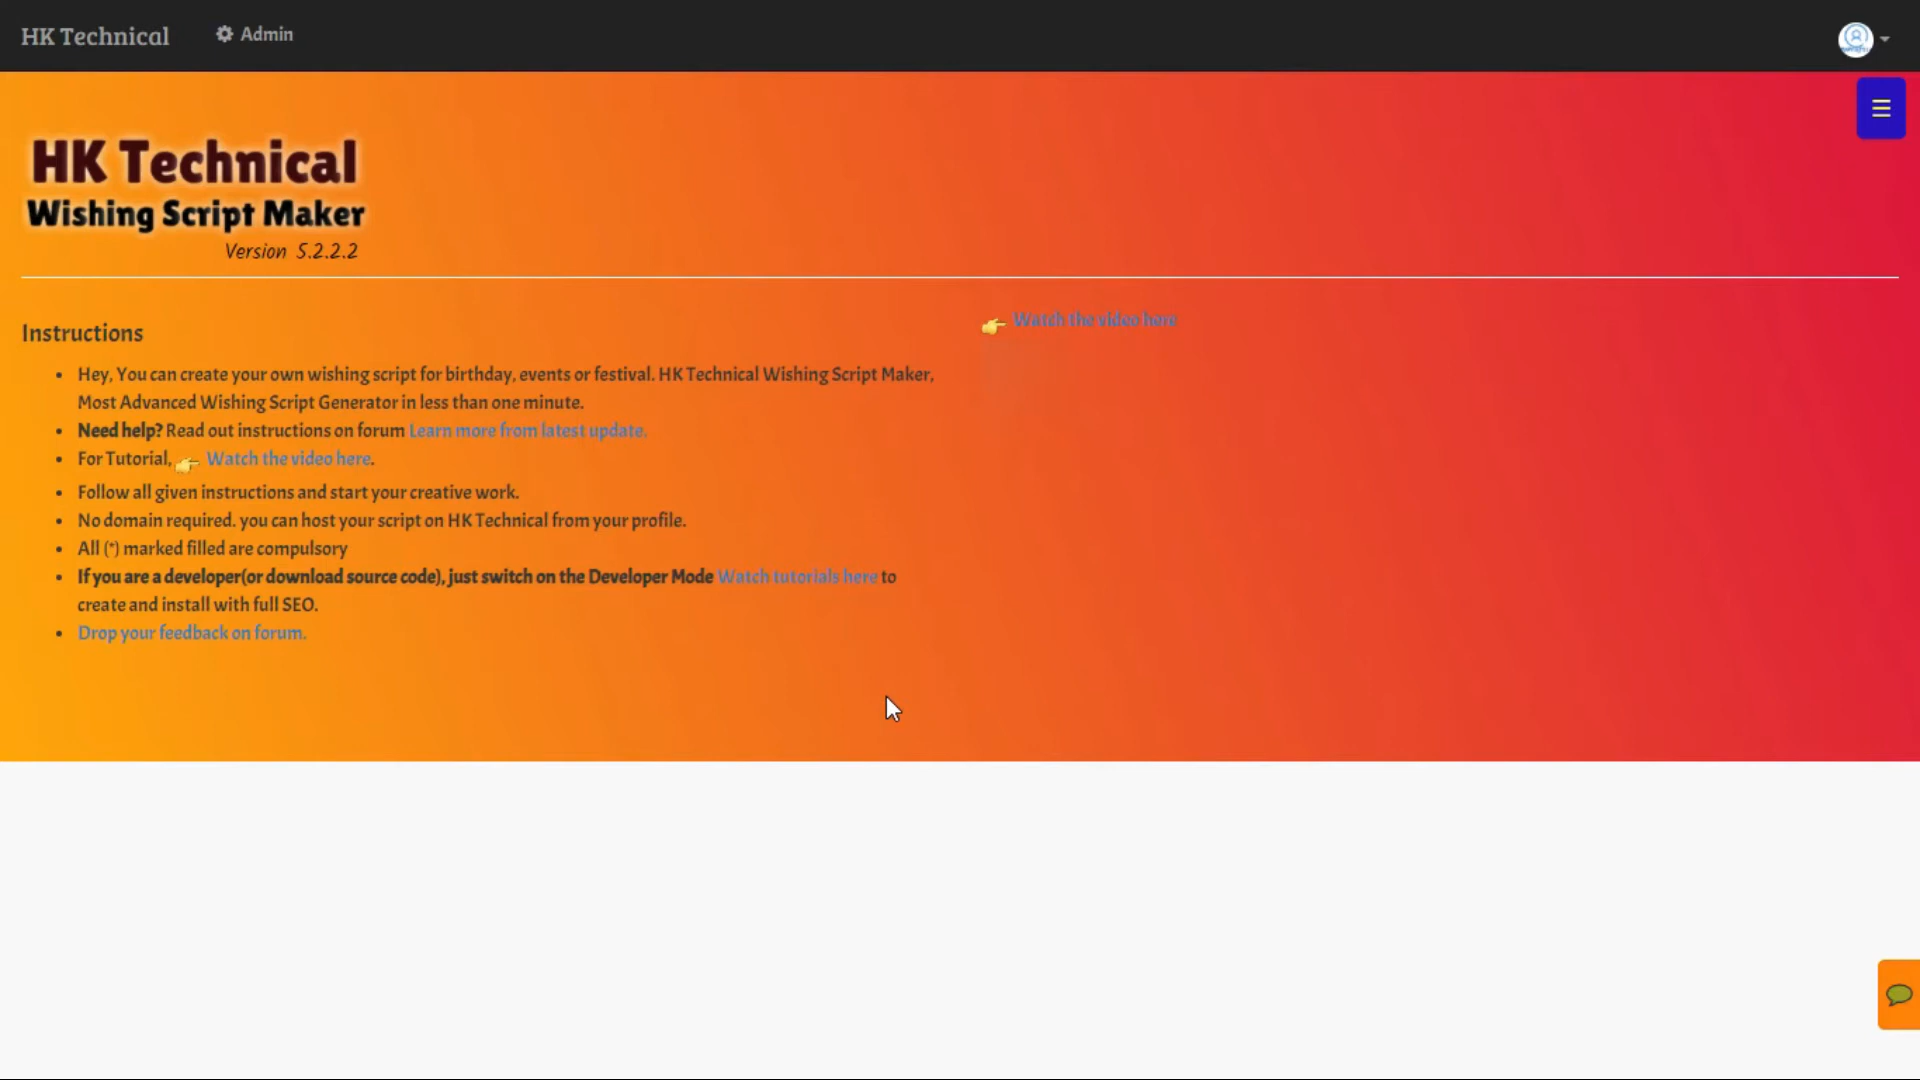 HK Technical
Admin
HK Technical
Wishing Script Maker
Version 5.2.2.2
Instructions
Hey, You can create your own wishing script for birthday, events or festival. HK Technical Wishing Script Maker,
Most Advanced Wishing Script Generator in less than one minute.
Need help? Read out instructions on forum Learn more from latest update.
For Tutorial, 👉 Watch the video here.
Follow all given instructions and start your creative work.
No domain required. you can host your script on HK Technical from your profile.
All (*) marked filled are compulsory
If you are a developer(or download source code), just switch on the Developer Mode Watch tutorials here to
create and install with full SEO.
Drop your feedback on forum.
👉 Watch the video here